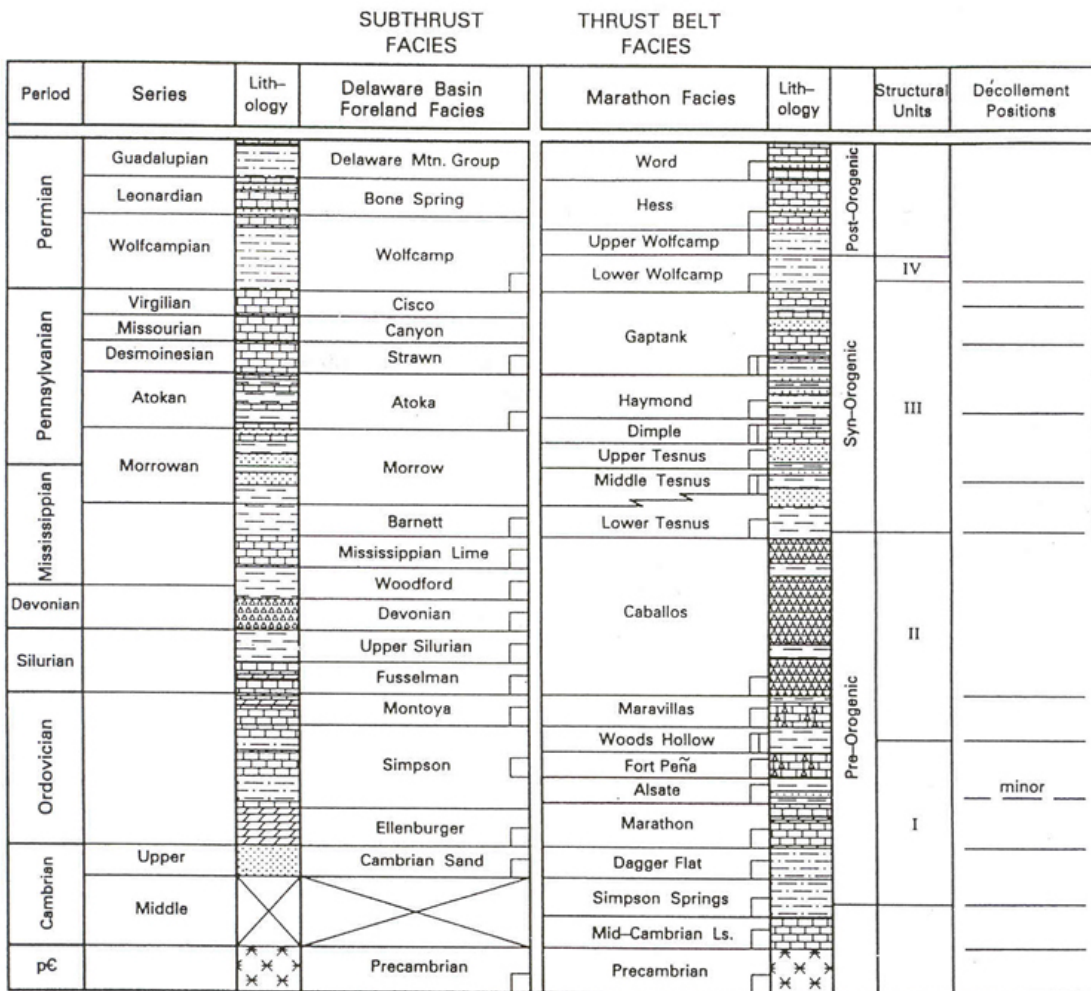 SUBTHRUST
FACIES
THRUST BELT
FACIES
Period
Series
Lith-
ology
Delaware Basin
Foreland Facies
Marathon Facies
Lith-
ology
Structural
Units
Décollement
Positions
Permian
Guadalupian
Leonardian
Wolfcampian
Delaware Mtn. Group
Bone Spring
Wolfcamp
Word
Hess
Upper Wolfcamp
Lower Wolfcamp
Post-Orogenic
IV
Pennsylvanian
Virgilian
Missourian
Desmoinesian
Atokan
Morrowan
Cisco
Canyon
Strawn
Atoka
Morrow
Gaptank
Haymond
Dimple
Upper Tesnus
Middle Tesnus
Lower Tesnus
Syn-Orogenic
III
Mississippian
Barnett
Mississippian Lime
Woodford
Devonian
Devonian
Silurian
Upper Silurian
Fusselman
Caballos
II
Pre-Orogenic
Ordovician
Montoya
Simpson
Ellenburger
Maravillas
Woods Hollow
Fort Peña
Alsate
Marathon
minor
I
Cambrian
Upper
Middle
Cambrian Sand
Dagger Flat
Simpson Springs
Mid-Cambrian Ls.
pЄ
Precambrian
Precambrian